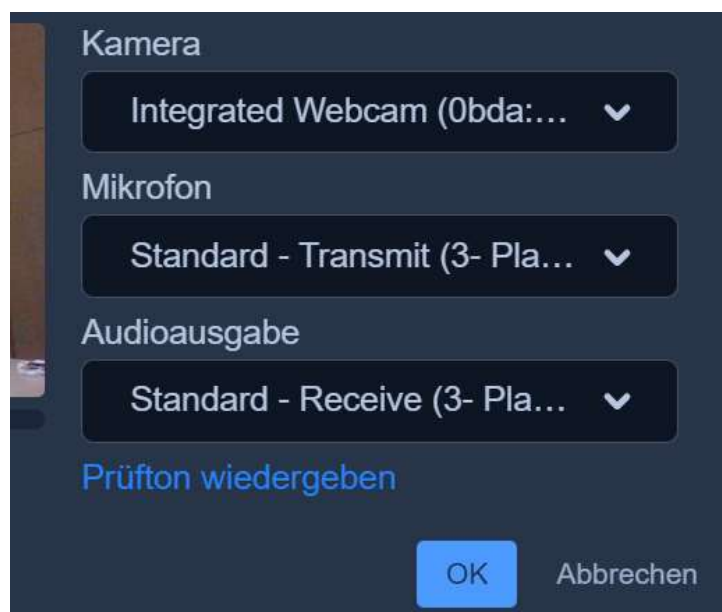 Kamera
Integrated Webcam (0bda:...
Mikrofon
Standard - Transmit (3- Pla...
Audioausgabe
Standard - Receive (3- Pla...
Prüfton wiedergeben
OK Abbrechen